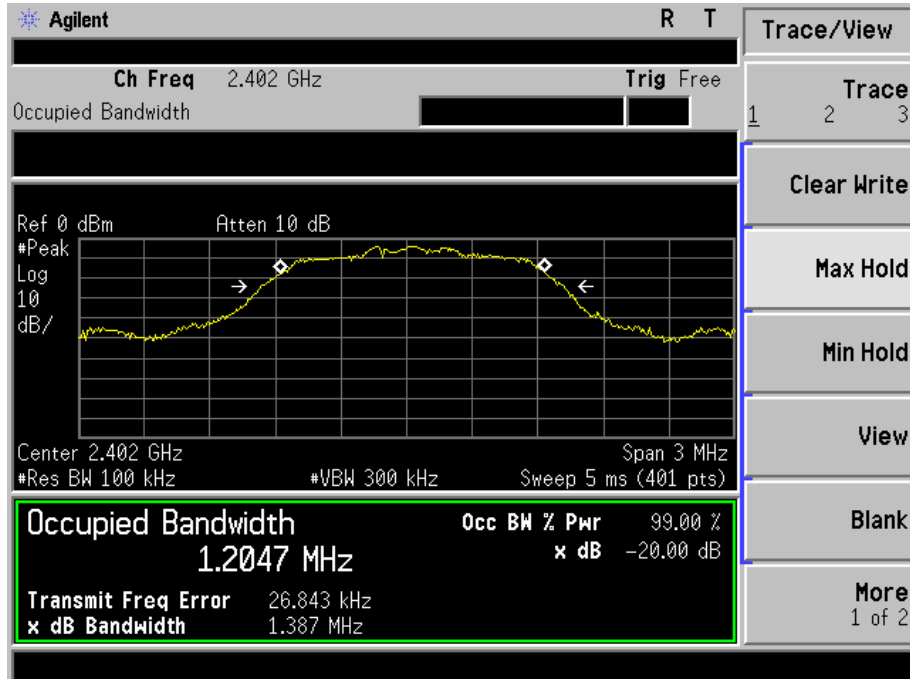 Agilent
R T
Trace/View
Ch Freq 2.402 GHz
Trig Free
Occupied Bandwidth
Trace
1 2 3
Clear Write
Ref 0 dBm
Atten 10 dB
#Peak
Log
10
dB/
Max Hold
Min Hold
View
Center 2.402 GHz
Span 3 MHz
#Res BW 100 kHz
#VBW 300 kHz
Sweep 5 ms (401 pts)
Occupied Bandwidth
1.2047 MHz
Occ BW % Pwr 99.00 %
x dB -20.00 dB
Transmit Freq Error 26.843 kHz
x dB Bandwidth 1.387 MHz
Blank
More
1 of 2